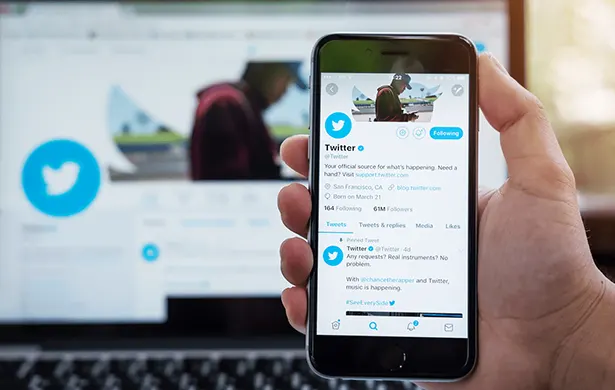 22
Following
Twitter
@Twitter
Your official source for what's happening. Need a
hand? Visit support.twitter.com
San Francisco, CA blog.twitter.com
Born on March 21
164 Following 61M Followers
Tweets Tweets & replies Media Likes
Pinned Tweet
Twitter @Twitter · 4d
Any requests? Real instruments? No
problem.
With @chancetherapper and Twitter,
music is happening.
#SeeEverySide